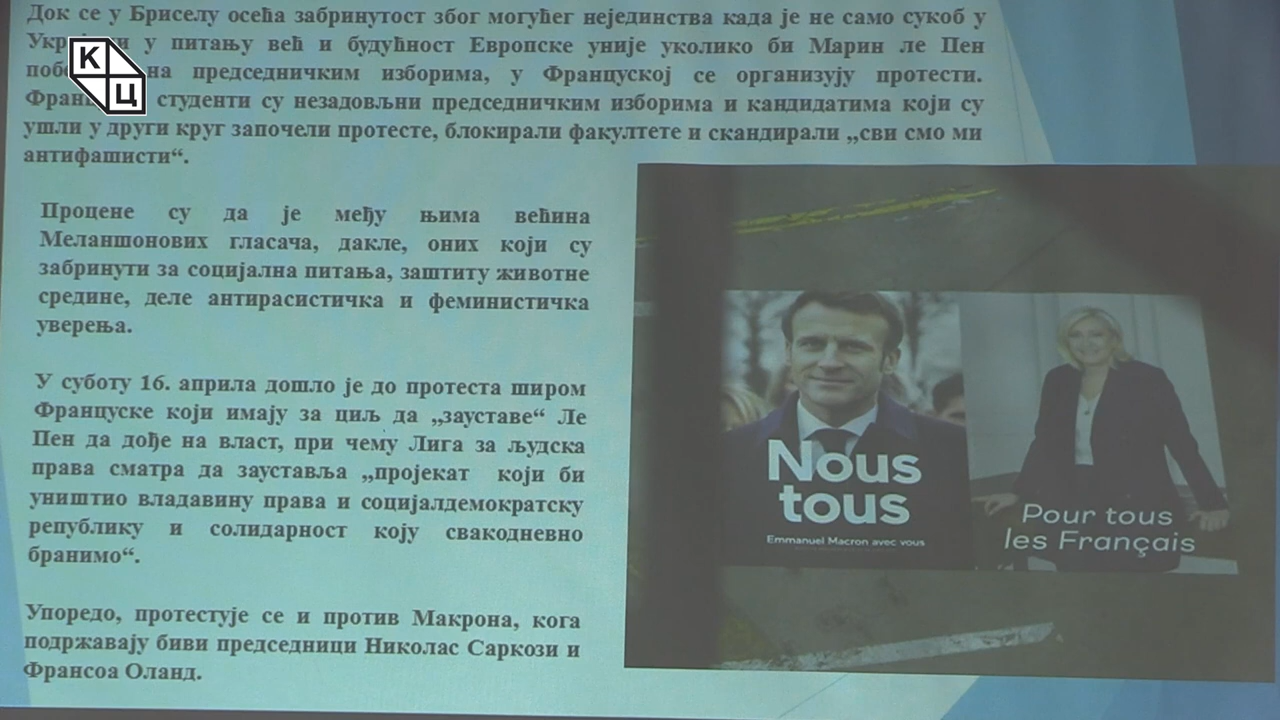 Док се у Бриселу осећа забринутост због могућег нејединства када је не само сукоб у
у питању већ и будућност Европске уније уколико би Марин ле Пен
на председничким изборима, у Француској се организују протести.
студенти су незадовљни председничким изборима и кандидатима који су
ушли у други круг започели протесте, блокирали факултете и скандирали „сви смо ми
антифашисти“.
К
Ц
Процене су да је међу њима већина
Меланшонових гласача, дакле, оних који су
забринути за социјална питања, заштиту животне
средине, деле антирасистичка и феминистичка
уверења.
У суботу 16. априла дошло је до протеста широм
Француске који имају за циљ да „зауставе“ Ле
Пен да дође на власт, при чему Лига за људска
права сматра да зауставља „пројекат који би
уништио владавину права и социјалдемократску
републику и солидарност коју свакодневно
бранимо“.
Упоредо, протестује се и против Макрона, кога
подржавају биви председници Николас Саркози и
Франсоа Оланд.
Nous
tous
Emmanuel Macron avec vous
Pour tous
les Français